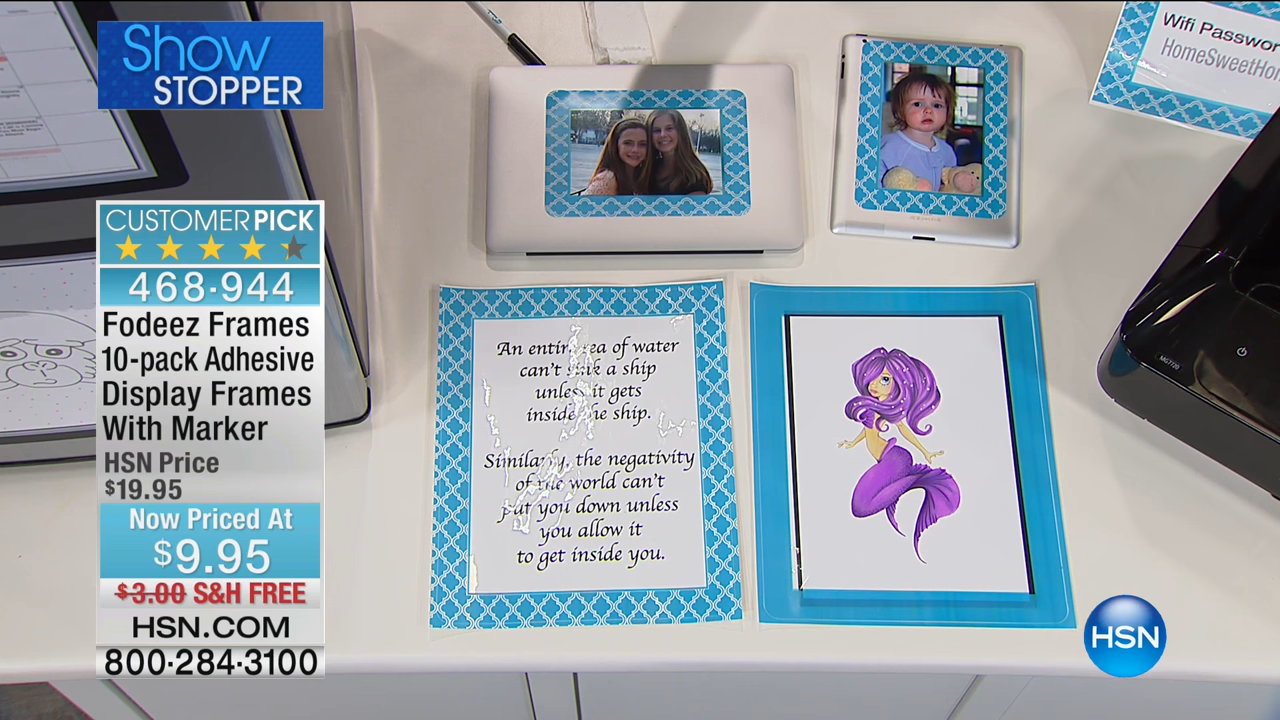 Show
STOPPER
CUSTOMER PICK
468-944
Fodeez Frames
10-pack Adhesive
Display Frames
With Marker
HSN Price
$19.95
Now Priced At
$9.95
$3.00 S&H FREE
HSN.COM
800-284-3100
Wifi Passwor
HomeSweetHom
An entire sea of water
can't sink a ship
unless it gets
inside the ship.
Similarly, the negativity
of the world can't
put you down unless
you allow it
to get inside you.
MG7720
HSN